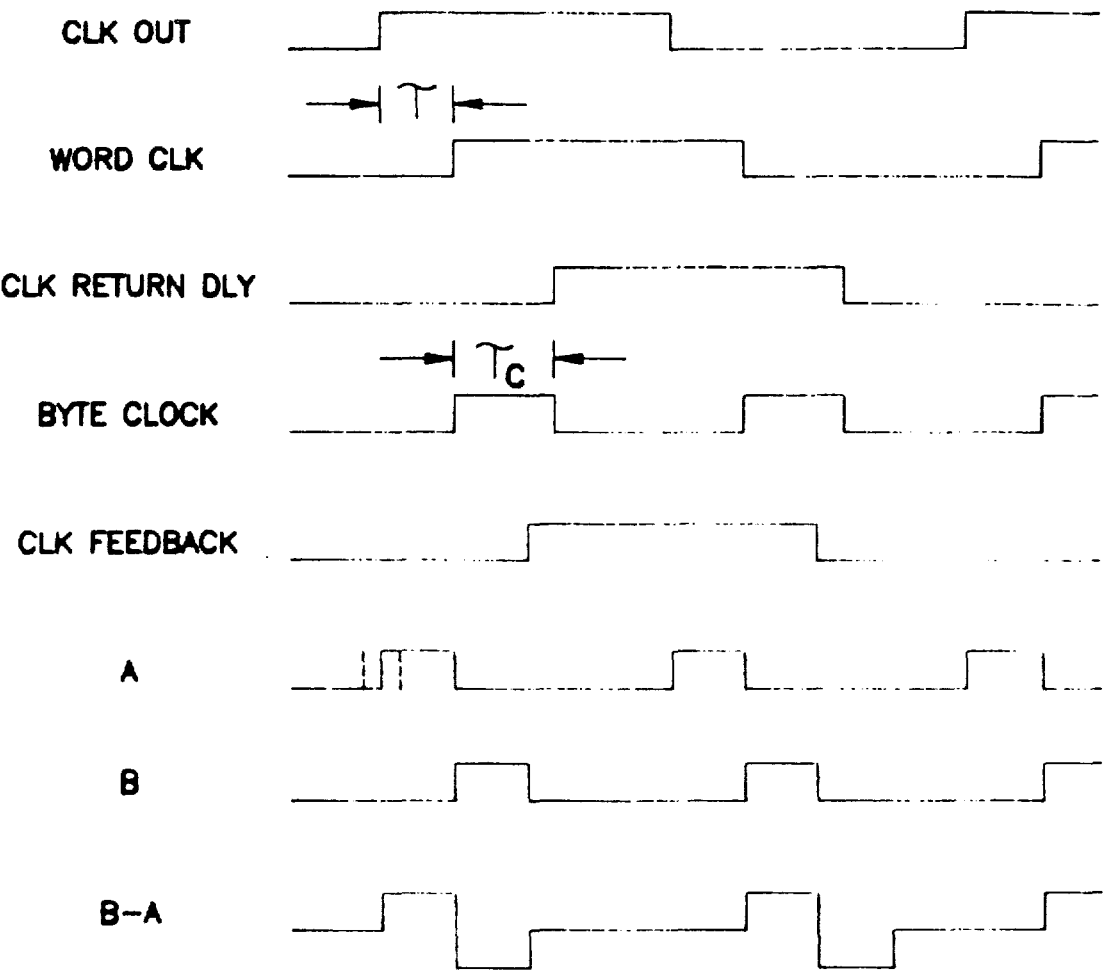 CLK OUT
τ
WORD CLK
CLK RETURN DLY
τC
BYTE CLOCK
CLK FEEDBACK
A
B
B-A